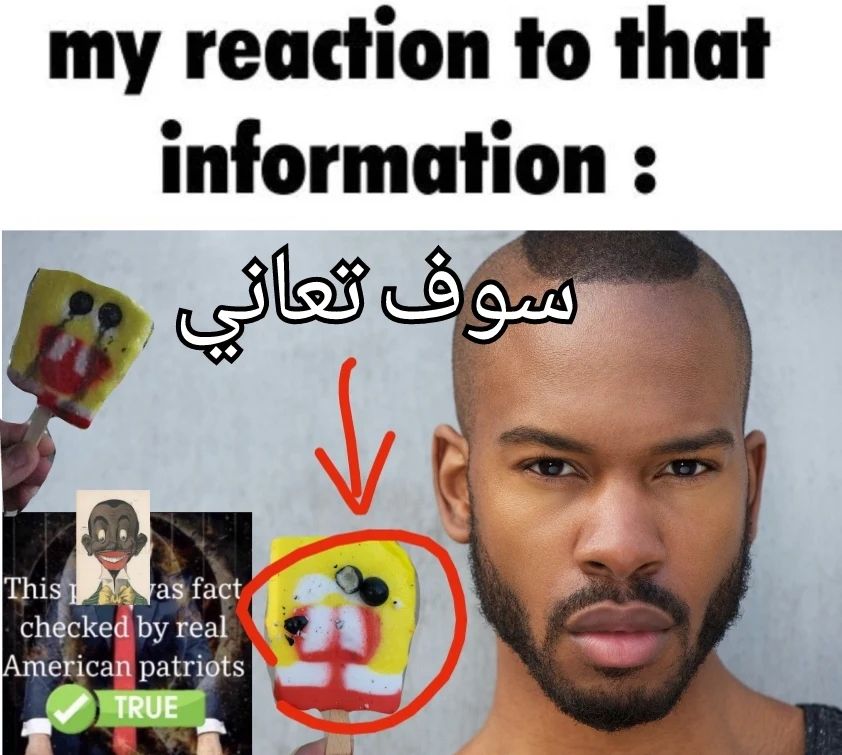 my reaction to that
information :
سوف تعاني
This p as fact
checked by real
American patriots
TRUE